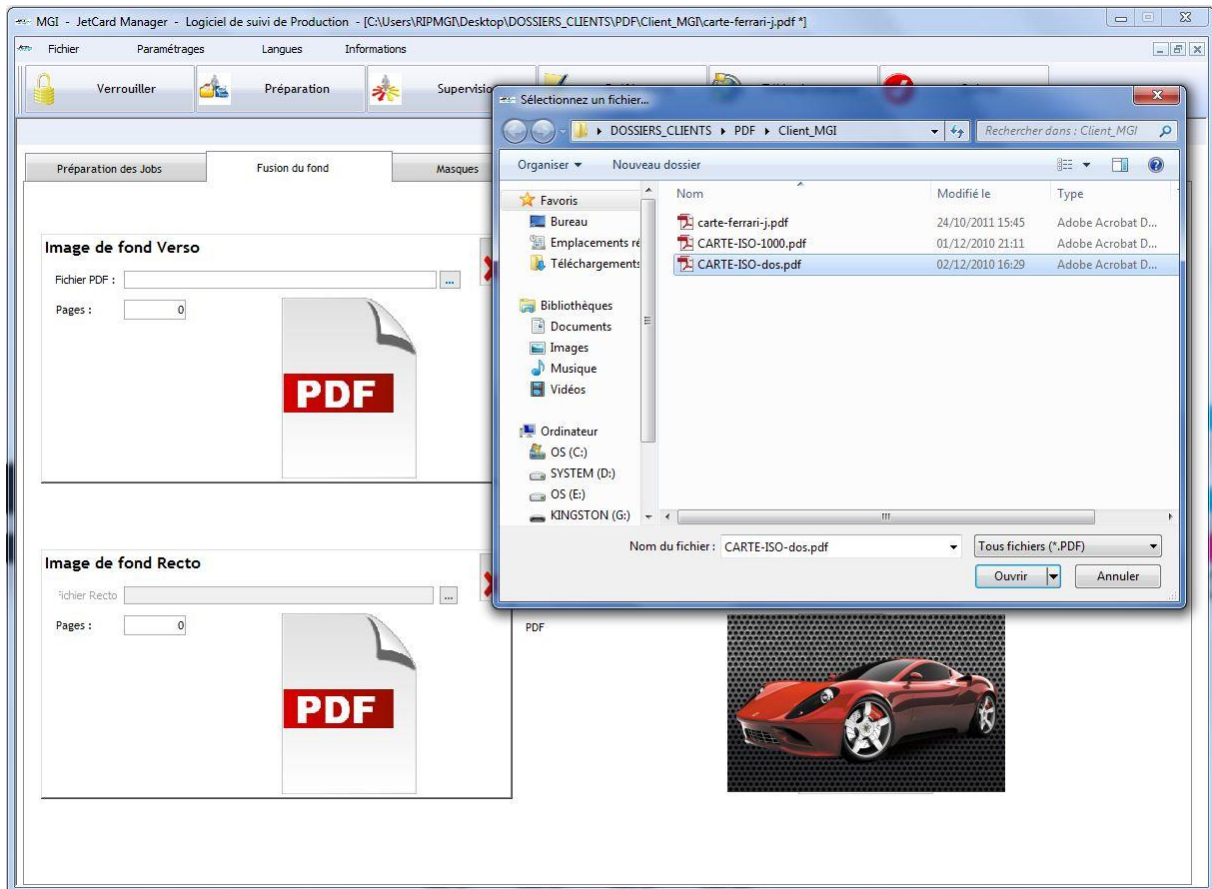 MGI - JetCard Manager - Logiciel de suivi de Production - [C:\Users\RIPMGI\Desktop\DOSSIERS_CLIENTS\PDF\Client_MGI\carte-ferrari-j.pdf *]
Fichier Paramétrages Langues Informations
Verrouiller Préparation Supervisio
Préparation des Jobs Fusion du fond Masques
Image de fond Verso
Fichier PDF : ...
Pages : 0
PDF
Image de fond Recto
Fichier Recto ...
Pages : 0
PDF
PDF
Sélectionnez un fichier...
DOSSIERS_CLIENTS PDF Client_MGI
Rechercher dans : Client_MGI
Organiser Nouveau dossier
Favoris
Bureau
Emplacements ré
Téléchargements
Bibliothèques
Documents
Images
Musique
Vidéos
Ordinateur
OS (C:)
SYSTEM (D:)
OS (E:)
KINGSTON (G:)
Nom Modifié le Type
carte-ferrari-j.pdf 24/10/2011 15:45 Adobe Acrobat D...
CARTE-ISO-1000.pdf 01/12/2010 21:11 Adobe Acrobat D...
CARTE-ISO-dos.pdf 02/12/2010 16:29 Adobe Acrobat D...
Nom du fichier : CARTE-ISO-dos.pdf Tous fichiers (*.PDF)
Ouvrir Annuler